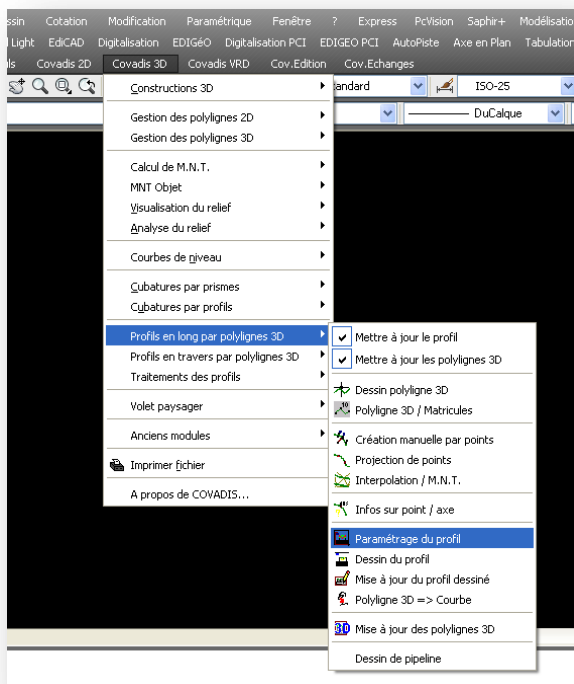 Cotation Modification Paramétrique Fenêtre ? Express PcVision Saphir+
Light EdiCAD Digitalisation EDIGéO Digitalisation PCI EDIGEO PCI AutoPiste Axe en Plan Tabulation
Covadis 2D Covadis 3D Covadis VRD Cov.Edition Cov.Echanges
ISO-25
DuCalque
Constructions 3D
Gestion des polylignes 2D
Gestion des polylignes 3D
Calcul de M.N.T.
MNT Objet
Visualisation du relief
Analyse du relief
Courbes de niveau
Cubatures par prismes
Cubatures par profils
Profils en long par polylignes 3D
Profils en travers par polylignes 3D
Traitements des profils
Volet paysager
Anciens modules
Imprimer fichier
A propos de COVADIS...
Mettre à jour le profil
Mettre à jour les polylignes 3D
Dessin polyligne 3D
Polyligne 3D / Matricules
Création manuelle par points
Projection de points
Interpolation / M.N.T.
Infos sur point / axe
Paramétrage du profil
Dessin du profil
Mise à jour du profil dessiné
Polyligne 3D => Courbe
Mise à jour des polylignes 3D
Dessin de pipeline